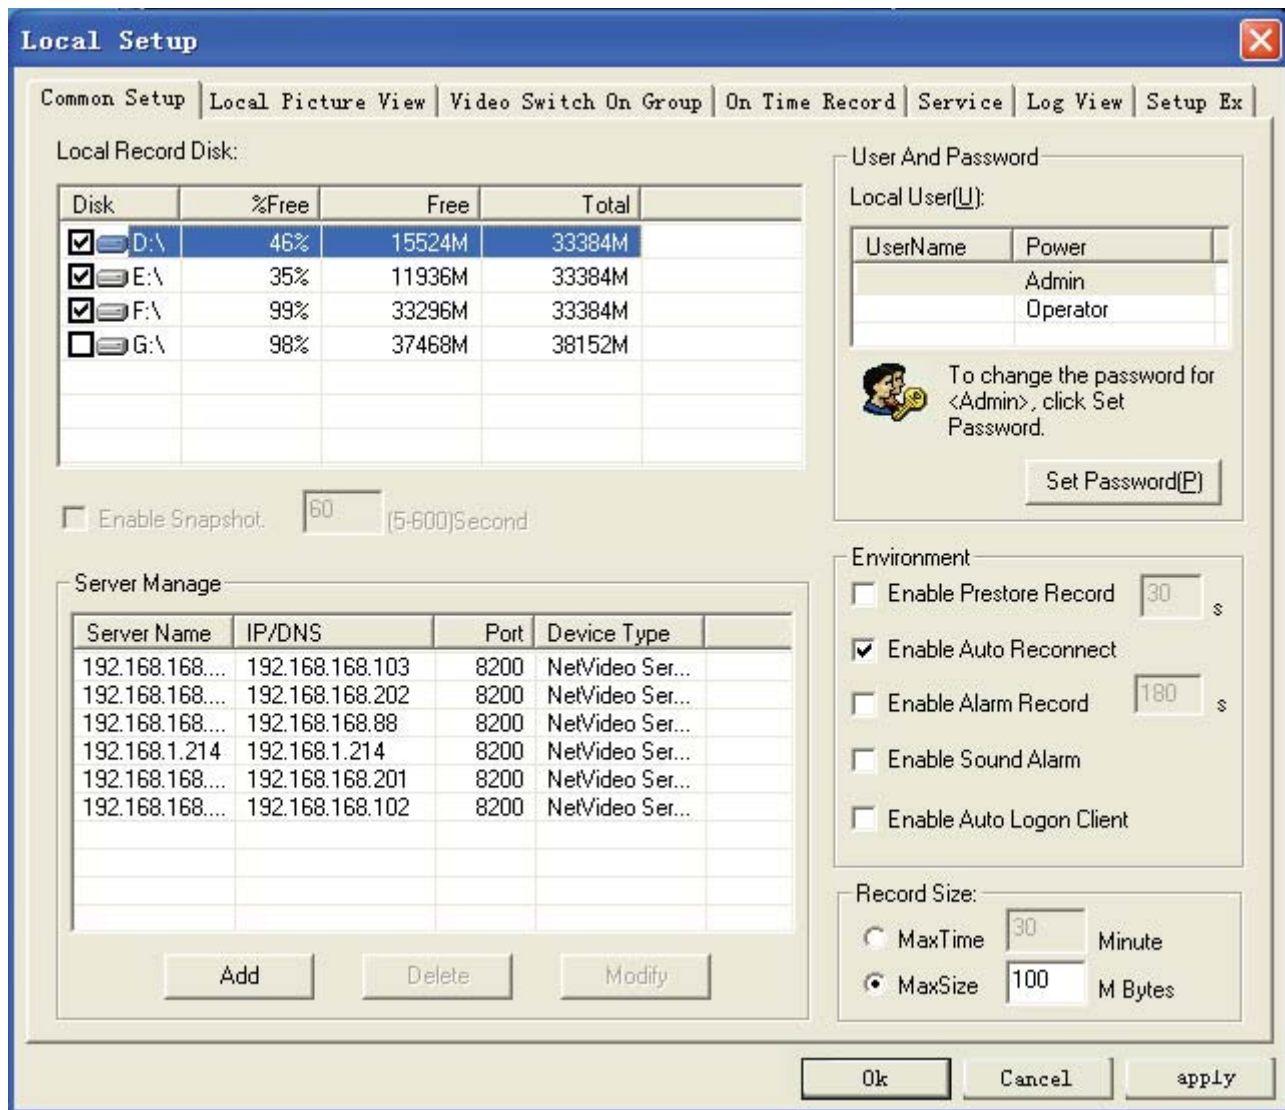 Local Setup
Common Setup Local Picture View Video Switch On Group On Time Record Service Log View Setup Ex
Local Record Disk:
Disk %Free Free Total
D:\ 46% 15524M 33384M
E:\ 35% 11936M 33384M
F:\ 99% 33296M 33384M
G:\ 98% 37468M 38152M
Enable Snapshot. 60 (5-600)Second
Server Manage
Server Name IP/DNS Port Device Type
192.168.168.... 192.168.168.103 8200 NetVideo Ser...
192.168.168.... 192.168.168.202 8200 NetVideo Ser...
192.168.168.... 192.168.168.88 8200 NetVideo Ser...
192.168.1.214 192.168.1.214 8200 NetVideo Ser...
192.168.168.... 192.168.168.201 8200 NetVideo Ser...
192.168.168.... 192.168.168.102 8200 NetVideo Ser...
Add Delete Modify
User And Password
Local User(U):
UserName Power
Admin
Operator
To change the password for
<Admin>, click Set
Password.
Set Password(P)
Environment
Enable Prestore Record 30 s
Enable Auto Reconnect
Enable Alarm Record 180 s
Enable Sound Alarm
Enable Auto Logon Client
Record Size:
MaxTime 30 Minute
MaxSize 100 M Bytes
Ok Cancel apply